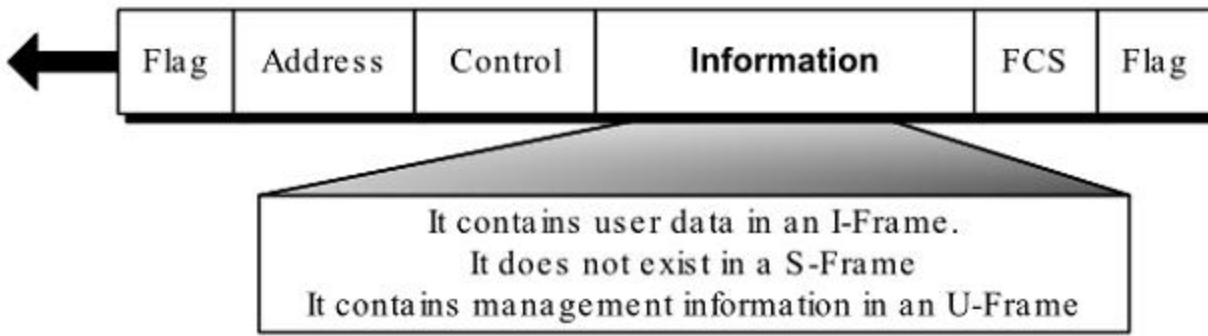 Flag Address Control Information FCS Flag
It contains user data in an I-Frame.
It does not exist in a S-Frame
It contains management information in an U-Frame